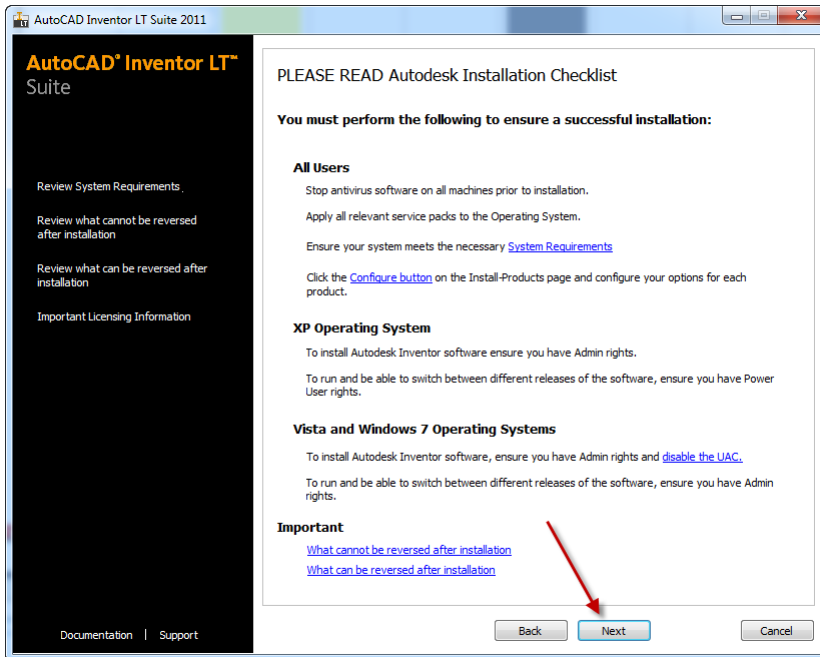 AutoCAD Inventor LT Suite 2011
AutoCAD® Inventor LT™
Suite
Review System Requirements
Review what cannot be reversed
after installation
Review what can be reversed after
installation
Important Licensing Information
Documentation | Support
PLEASE READ Autodesk Installation Checklist
You must perform the following to ensure a successful installation:
All Users
Stop antivirus software on all machines prior to installation.
Apply all relevant service packs to the Operating System.
Ensure your system meets the necessary System Requirements
Click the Configure button on the Install-Products page and configure your options for each
product.
XP Operating System
To install Autodesk Inventor software ensure you have Admin rights.
To run and be able to switch between different releases of the software, ensure you have Power
User rights.
Vista and Windows 7 Operating Systems
To install Autodesk Inventor software, ensure you have Admin rights and disable the UAC.
To run and be able to switch between different releases of the software, ensure you have Admin
rights.
Important
What cannot be reversed after installation
What can be reversed after installation
Back
Next
Cancel